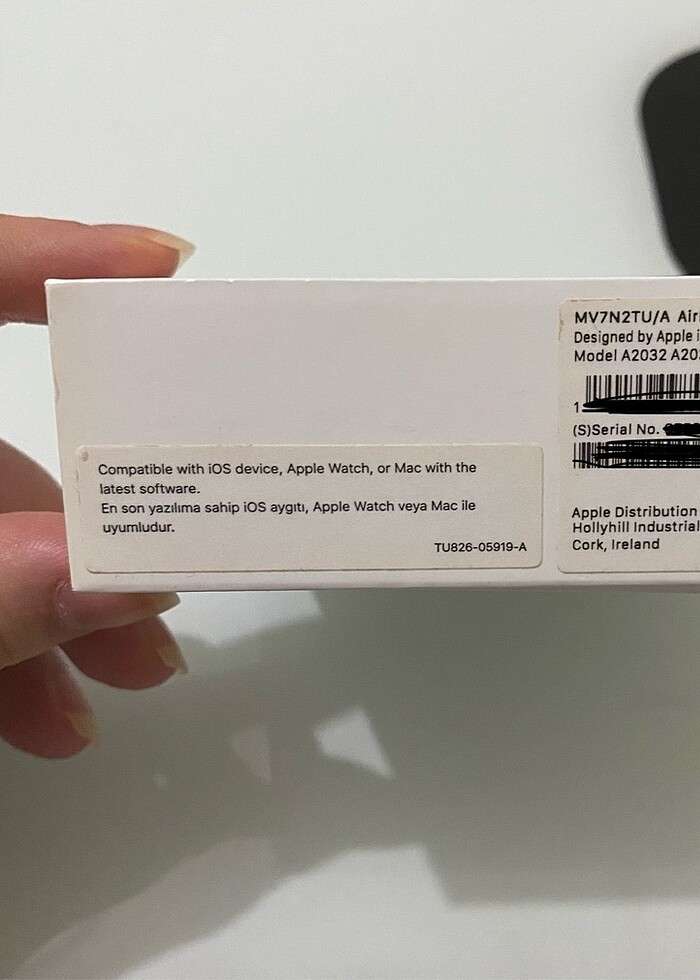 MV7N2TU/A
Designed by Apple
Model A2032
1
(S)Serial No.
Compatible with iOS device, Apple Watch, or Mac with the
latest software.
En son yazılıma sahip iOS aygıtı, Apple Watch veya Mac ile
uyumludur.
TU826-05919-A
Apple Distribution
Hollyhill Industrial
Cork, Ireland